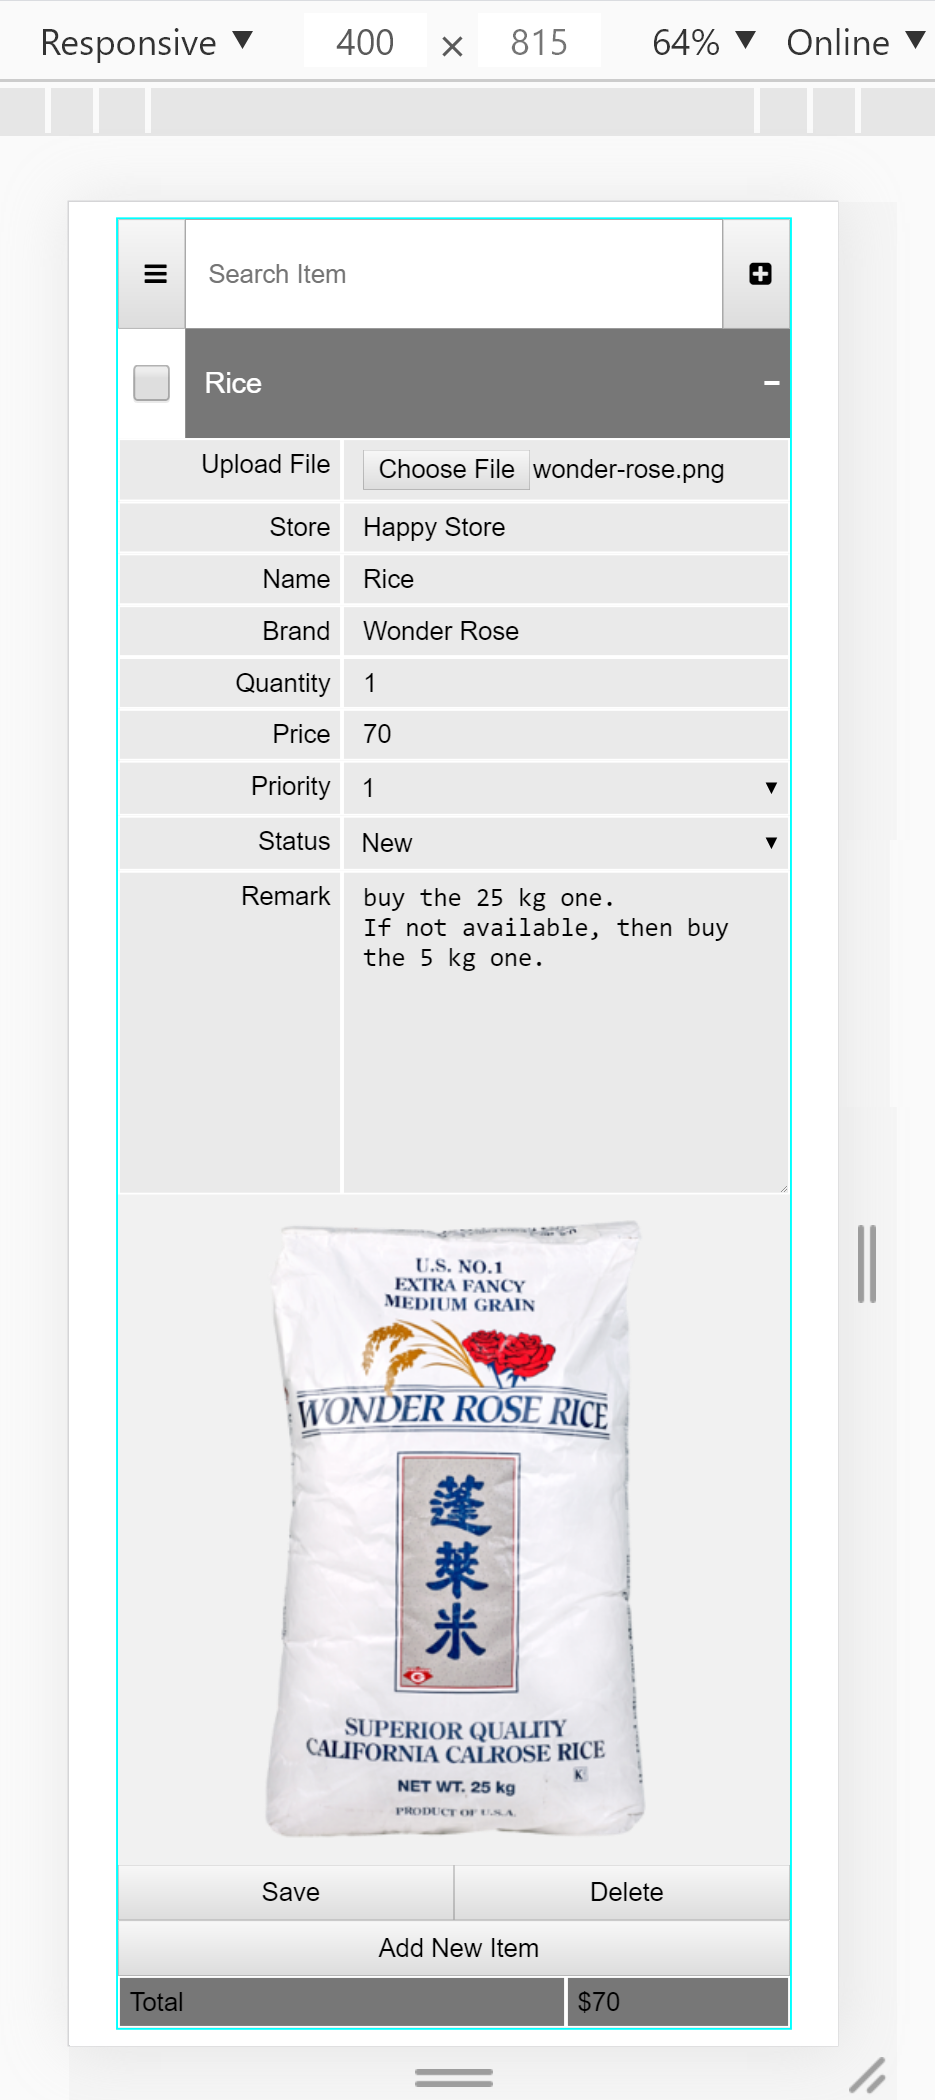 Responsive ▼ 400 × 815 64% ▼ Online ▼
Search Item
Rice
Upload File Choose File wonder-rose.png
Store Happy Store
Name Rice
Brand Wonder Rose
Quantity 1
Price 70
Priority 1 ▼
Status New ▼
Remark buy the 25 kg one.
If not available, then buy
the 5 kg one.
U.S. NO.1
EXTRA FANCY
MEDIUM GRAIN
WONDER ROSE RICE
蓬
萊
米
G
SUPERIOR QUALITY
CALIFORNIA CALROSE RICE
K
NET WT. 25 kg
PRODUCT OF U.S.A.
Save Delete
Add New Item
Total $70